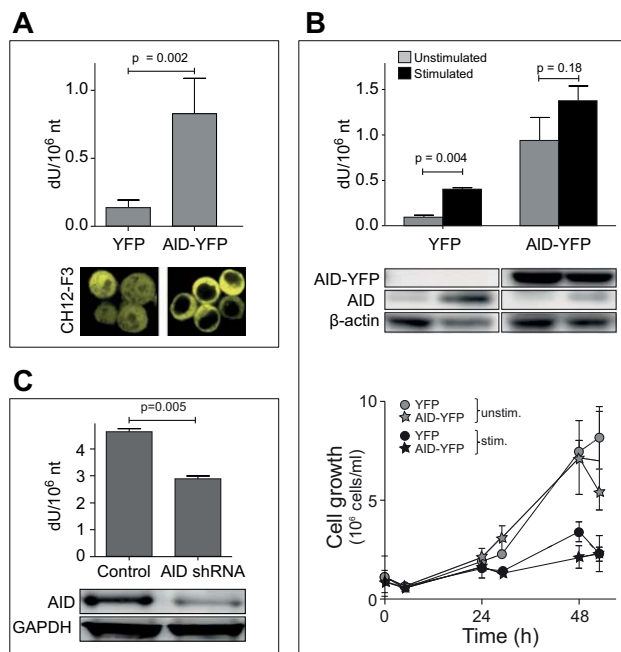 A
p = 0.002
dU/10⁶ nt
1.0
0.5
0.0
YFP AID-YFP
CH12-F3
B
Unstimulated
Stimulated
p = 0.18
p = 0.004
dU/10⁶ nt
1.5
1.0
0.5
0.0
YFP AID-YFP
AID-YFP
AID
β-actin
YFP
AID-YFP
unstim.
YFP
AID-YFP
stim.
Cell growth
(10⁶ cells/ml)
10
5
0
0 24 48
Time (h)
C
p=0.005
dU/10⁶ nt
4
3
2
1
0
Control AID shRNA
AID
GAPDH